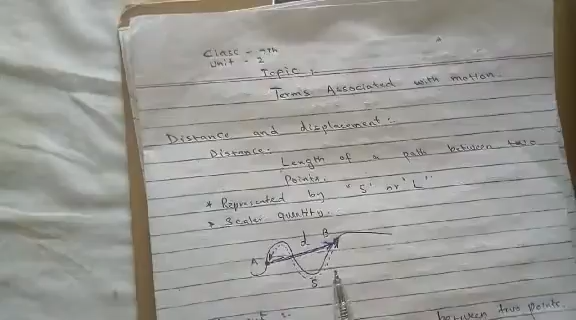 Class - 9th
Unit - 2
Topic :
Terms Associated with motion.
Distance and displacement.
Distance.
Length of a path between two
Points.
* Represented by "S" or "L"
* Scalar quantity.
d
A B
S
between two points.